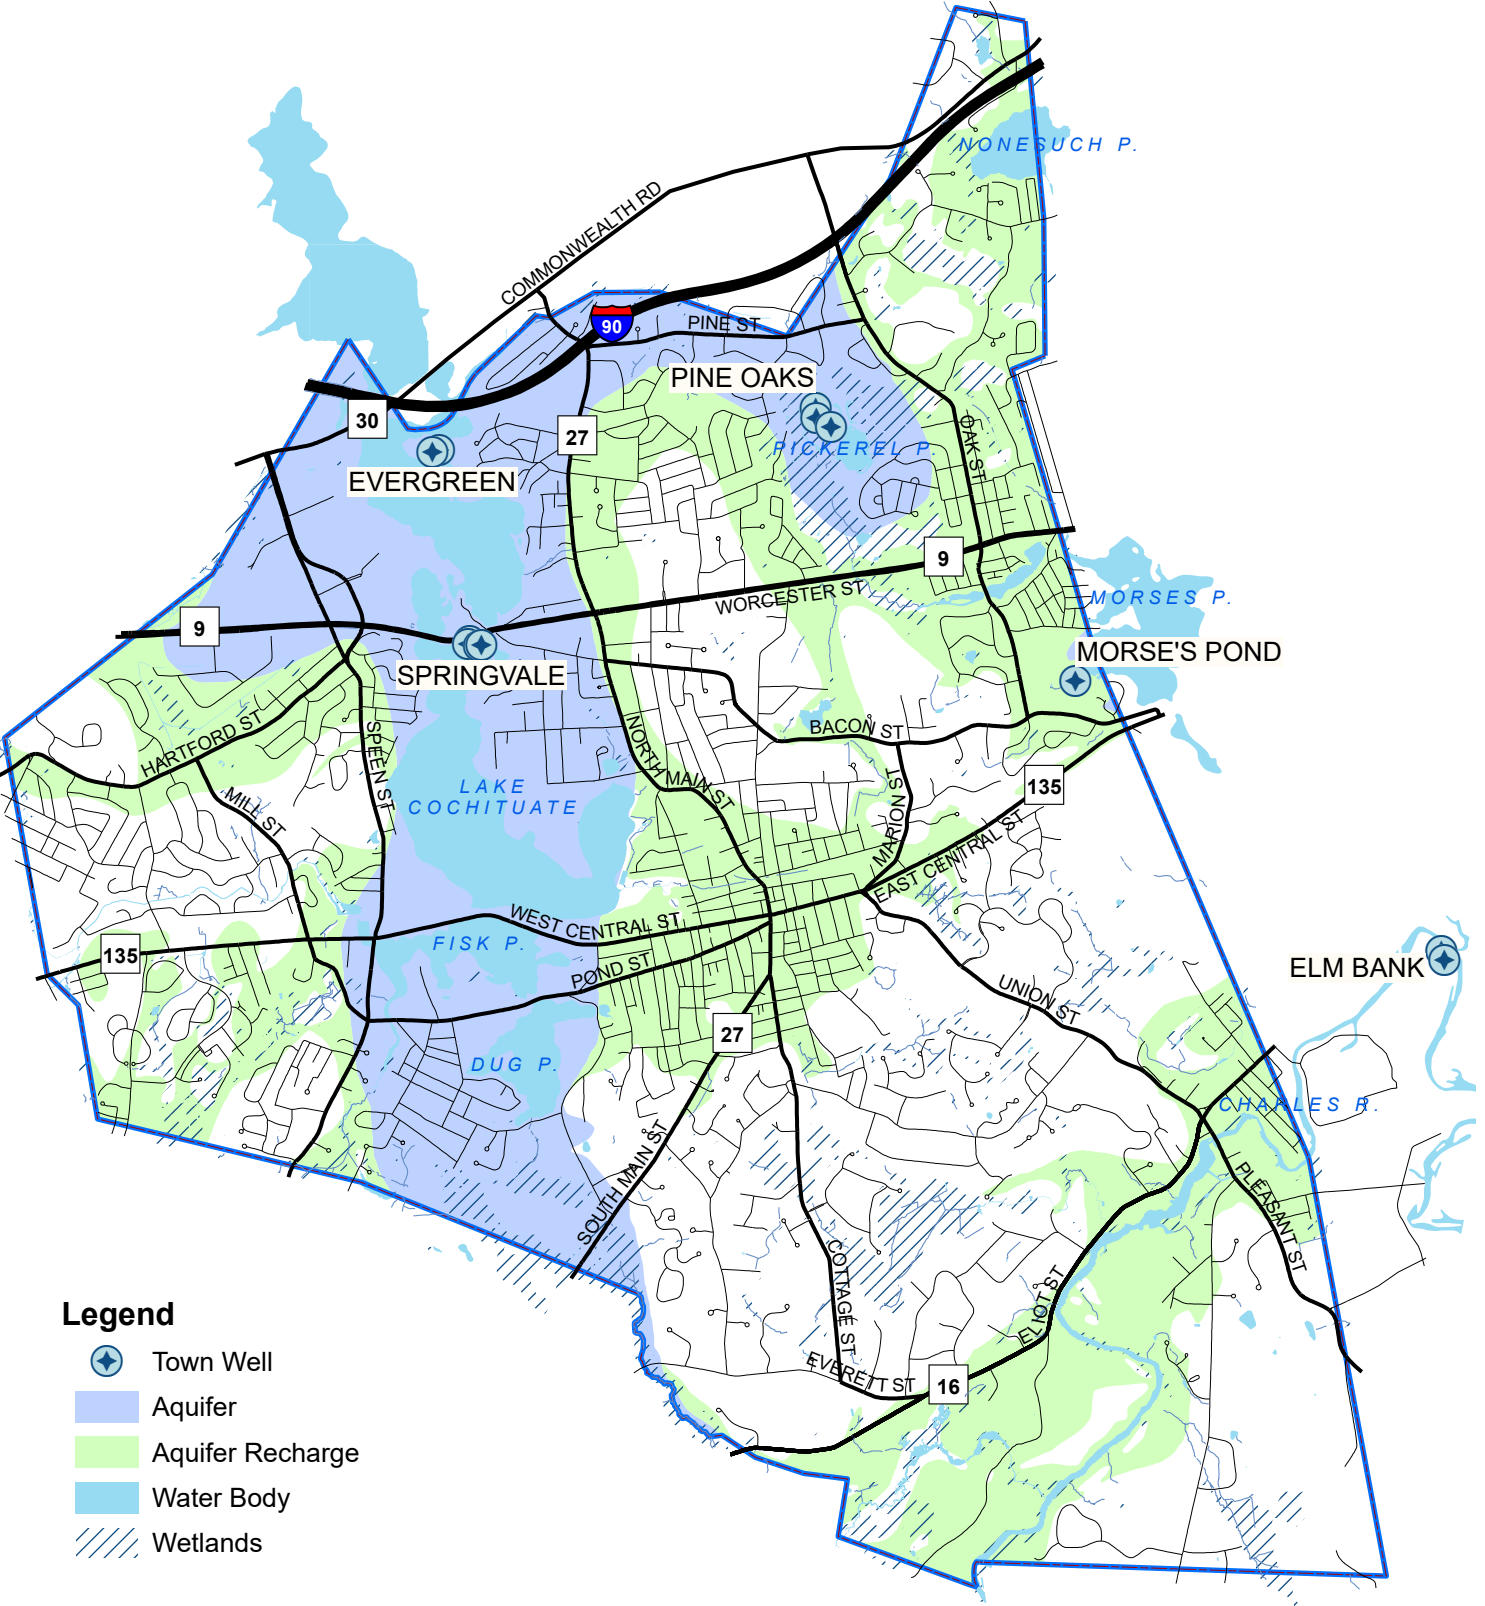 NONESUCH P.
COMMONWEALTH RD
90
PINE ST
PINE OAKS
30
27
OAK ST
PICKEREL P.
EVERGREEN
9
WORCESTER ST
MORSES P.
9
MORSE'S POND
SPRINGVALE
HARTFORD ST
SPEEN ST
NORTH MAIN ST
BACON ST
MARION ST
135
LAKE
COCHITUATE
MILL ST
EAST CENTRAL ST
WEST CENTRAL ST
FISK P.
135
POND ST
UNION ST
ELM BANK
27
DUG P.
CHARLES R.
SOUTH MAIN ST
PLEASANT ST
COTTAGE ST
ELIOT ST
EVERETT ST
16
Legend
Town Well
Aquifer
Aquifer Recharge
Water Body
Wetlands